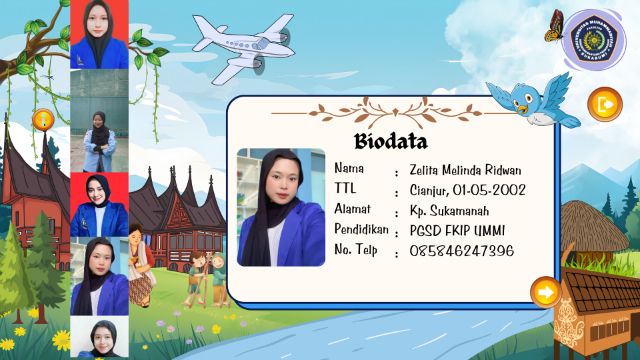 Biodata
Nama : Zelita Melinda Ridwan
TTL : Cianjur, 01-05-2002
Alamat : Kp. Sukamanah
Pendidikan : PGSD FKIP UMMI
No. Telp : 085846247396